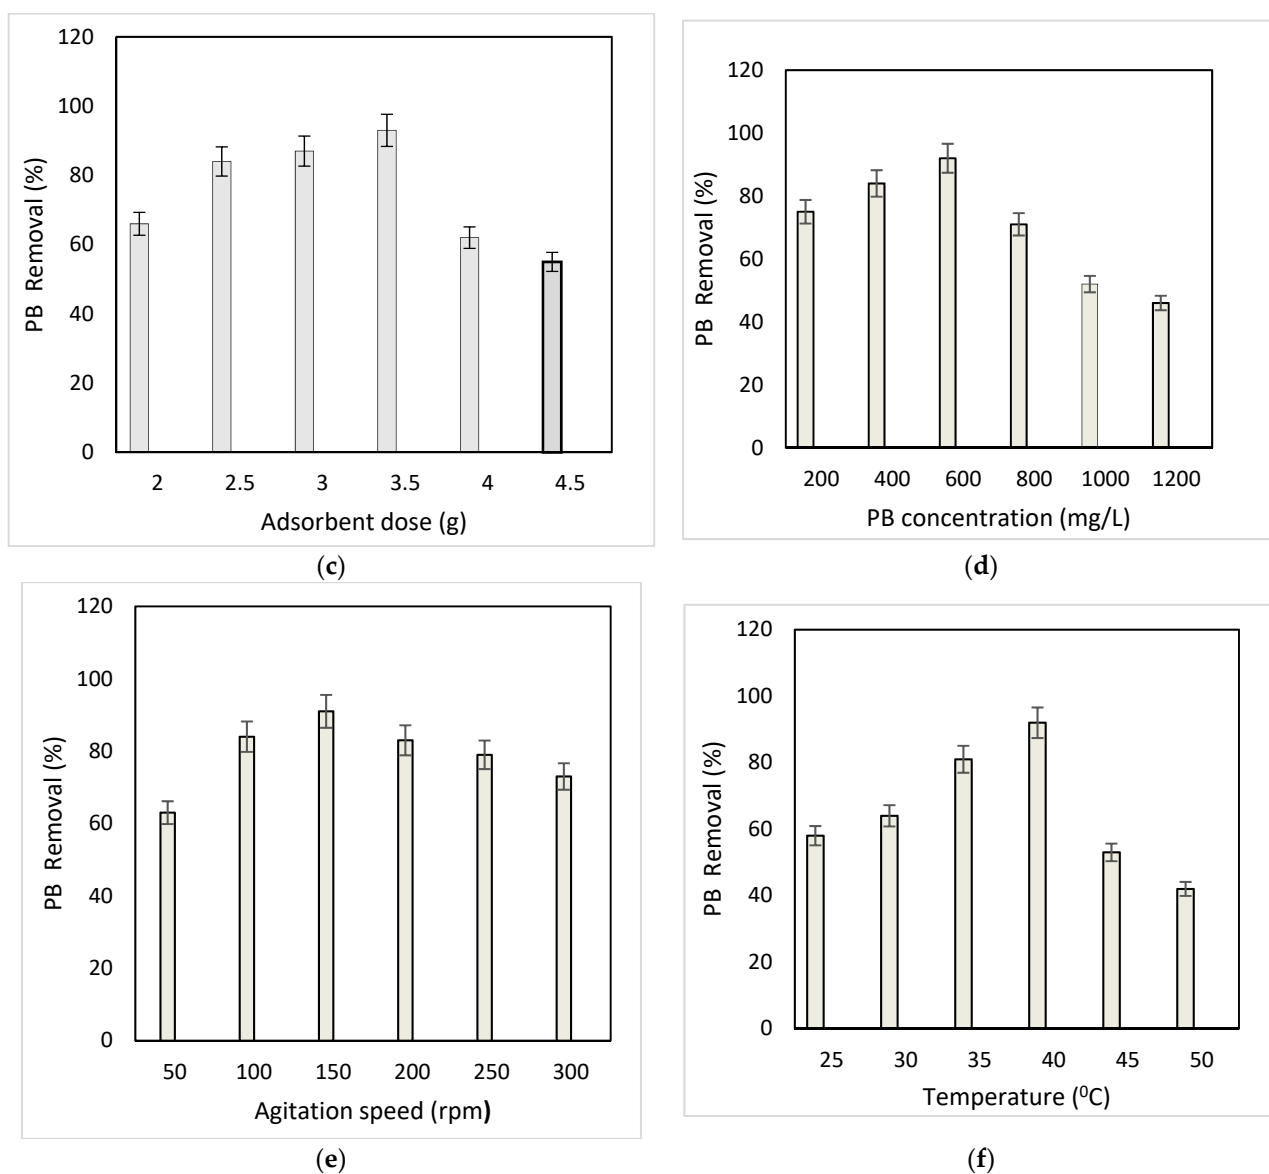 120
100
80
60
40
20
0
PB Removal (%)
2 2.5 3 3.5 4 4.5
Adsorbent dose (g)
(c)
120
100
80
60
40
20
0
PB Removal (%)
200 400 600 800 1000 1200
PB concentration (mg/L)
(d)
120
100
80
60
40
20
0
PB Removal (%)
50 100 150 200 250 300
Agitation speed (rpm)
(e)
120
100
80
60
40
20
0
PB Removal (%)
25 30 35 40 45 50
Temperature (⁰C)
(f)